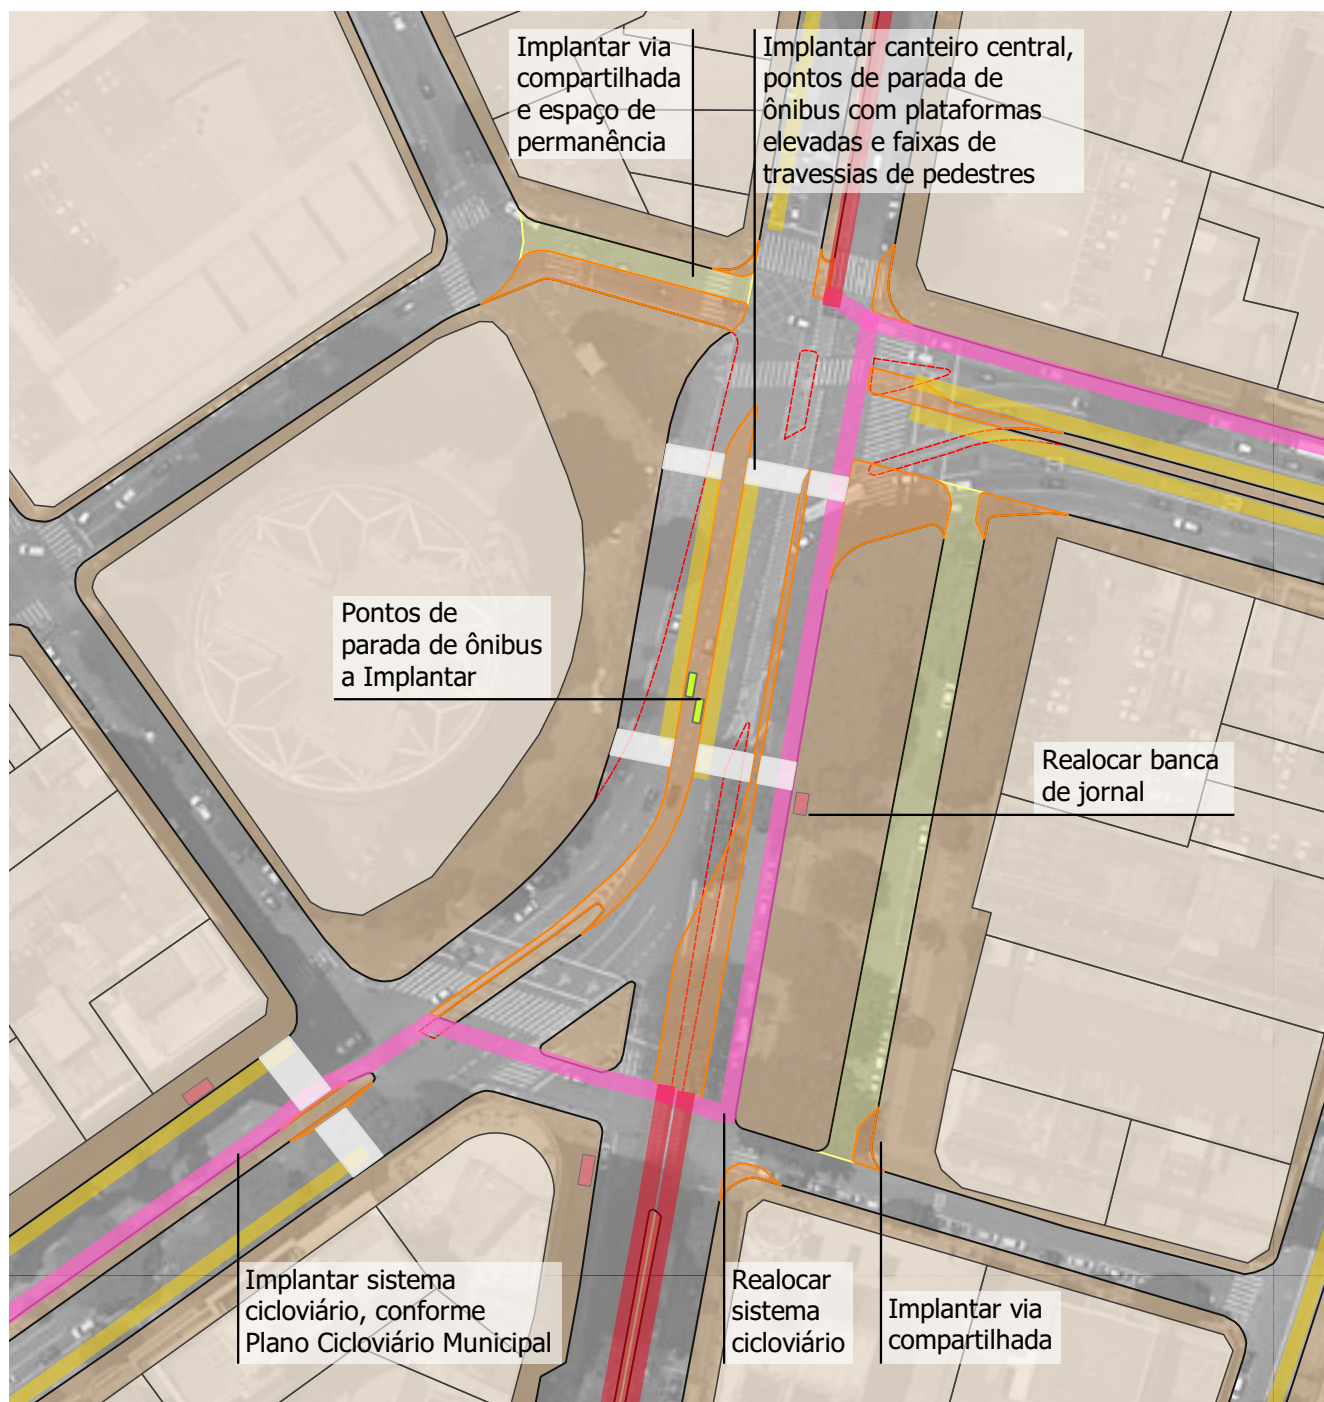 Implantar via
compartilhada
e espaço de
permanência
Implantar canteiro central,
pontos de parada de
ônibus com plataformas
elevadas e faixas de
travessias de pedestres
Pontos de
parada de ônibus
a Implantar
Realocar banca
de jornal
Implantar sistema
cicloviário, conforme
Plano Cicloviário Municipal
Realocar
sistema
cicloviário
Implantar via
compartilhada